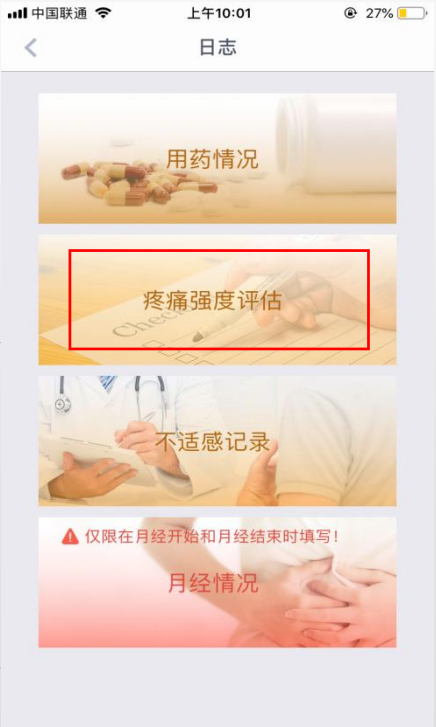 中国联通
上午10:01
27%
日志
用药情况
疼痛强度评估
Check
不适感记录
仅限在月经开始和月经结束时填写！
月经情况